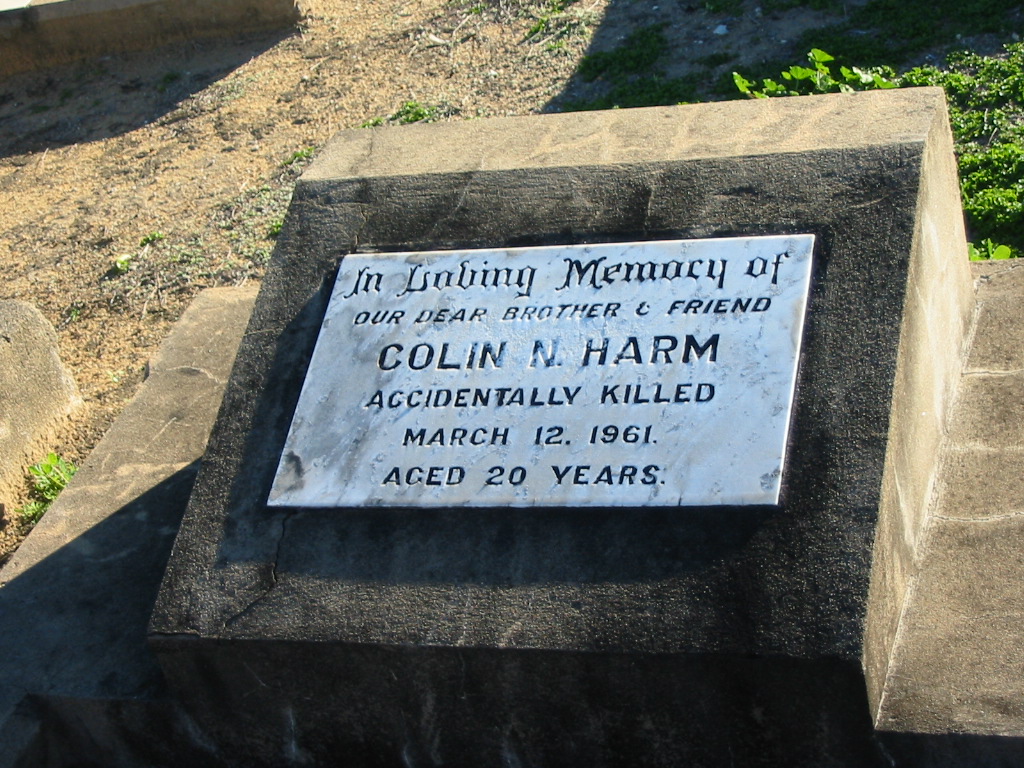 In Loving Memory of
OUR DEAR BROTHER & FRIEND
COLIN N. HARM
ACCIDENTALLY KILLED
MARCH 12. 1961.
AGED 20 YEARS.